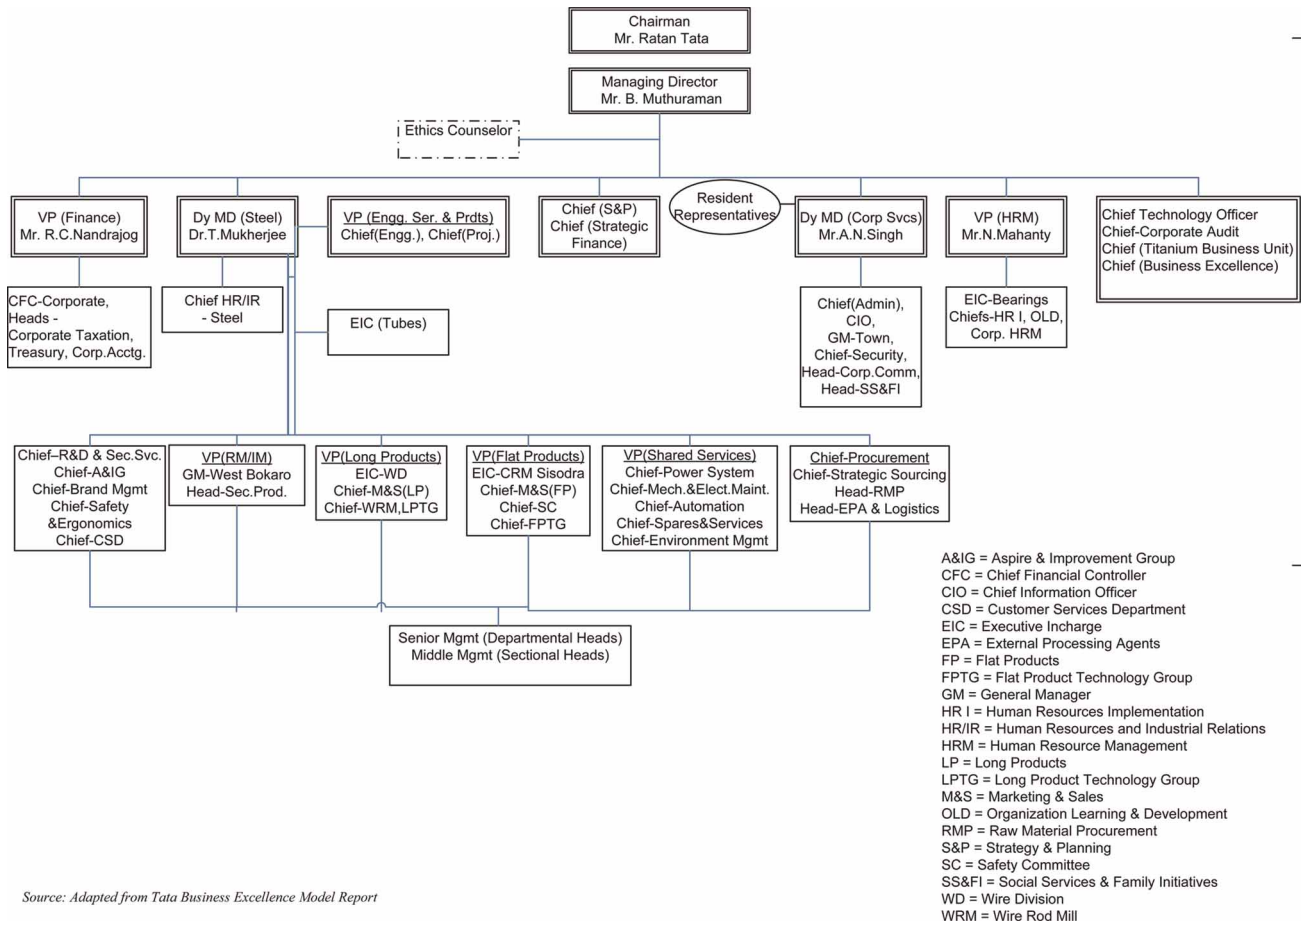 Chairman
Mr. Ratan Tata
Managing Director
Mr. B. Muthuraman
Ethics Counselor
VP (Finance)
Mr. R.C.Nandrajog
Dy MD (Steel)
Dr.T.Mukherjee
VP (Engg. Ser. & Prdts)
Chief(Engg.), Chief(Proj.)
Chief (S&P)
Chief (Strategic
Finance)
Resident
Representatives
Dy MD (Corp Svcs)
Mr.A.N.Singh
VP (HRM)
Mr.N.Mahanty
Chief Technology Officer
Chief-Corporate Audit
Chief (Titanium Business Unit)
Chief (Business Excellence)
CFC-Corporate,
Heads -
Corporate Taxation,
Treasury, Corp.Acctg.
Chief HR/IR
- Steel
EIC (Tubes)
Chief(Admin),
CIO,
GM-Town,
Chief-Security,
Head-Corp.Comm,
Head-SS&FI
EIC-Bearings
Chiefs-HR I, OLD,
Corp. HRM
Chief–R&D & Sec.Svc.
Chief-A&IG
Chief-Brand Mgmt
Chief-Safety
&Ergonomics
Chief-CSD
VP(RM/IM)
GM-West Bokaro
Head-Sec.Prod.
VP(Long Products)
EIC-WD
Chief-M&S(LP)
Chief-WRM,LPTG
VP(Flat Products)
EIC-CRM Sisodra
Chief-M&S(FP)
Chief-SC
Chief-FPTG
VP(Shared Services)
Chief-Power System
Chief-Mech.&Elect.Maint.
Chief-Automation
Chief-Spares&Services
Chief-Environment Mgmt
Chief-Procurement
Chief-Strategic Sourcing
Head-RMP
Head-EPA & Logistics
Senior Mgmt (Departmental Heads)
Middle Mgmt (Sectional Heads)
A&IG = Aspire & Improvement Group
CFC = Chief Financial Controller
CIO = Chief Information Officer
CSD = Customer Services Department
EIC = Executive Incharge
EPA = External Processing Agents
FP = Flat Products
FPTG = Flat Product Technology Group
GM = General Manager
HR I = Human Resources Implementation
HR/IR = Human Resources and Industrial Relations
HRM = Human Resource Management
LP = Long Products
LPTG = Long Product Technology Group
M&S = Marketing & Sales
OLD = Organization Learning & Development
RMP = Raw Material Procurement
S&P = Strategy & Planning
SC = Safety Committee
SS&FI = Social Services & Family Initiatives
WD = Wire Division
WRM = Wire Rod Mill
Source: Adapted from Tata Business Excellence Model Report